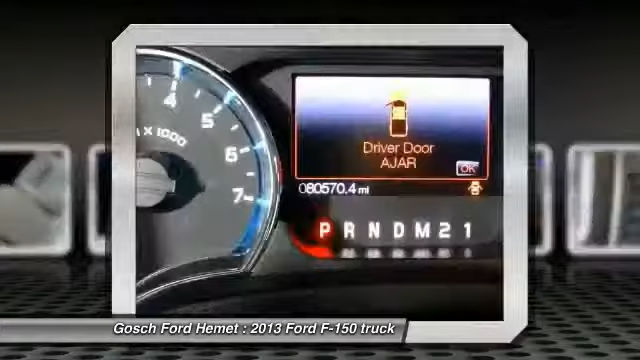 4
5
6
7
X 1000
Driver Door
AJAR
OK
080570.4 mi
P R N D M 2 1
Gosch Ford Hemet : 2013 Ford F-150 truck